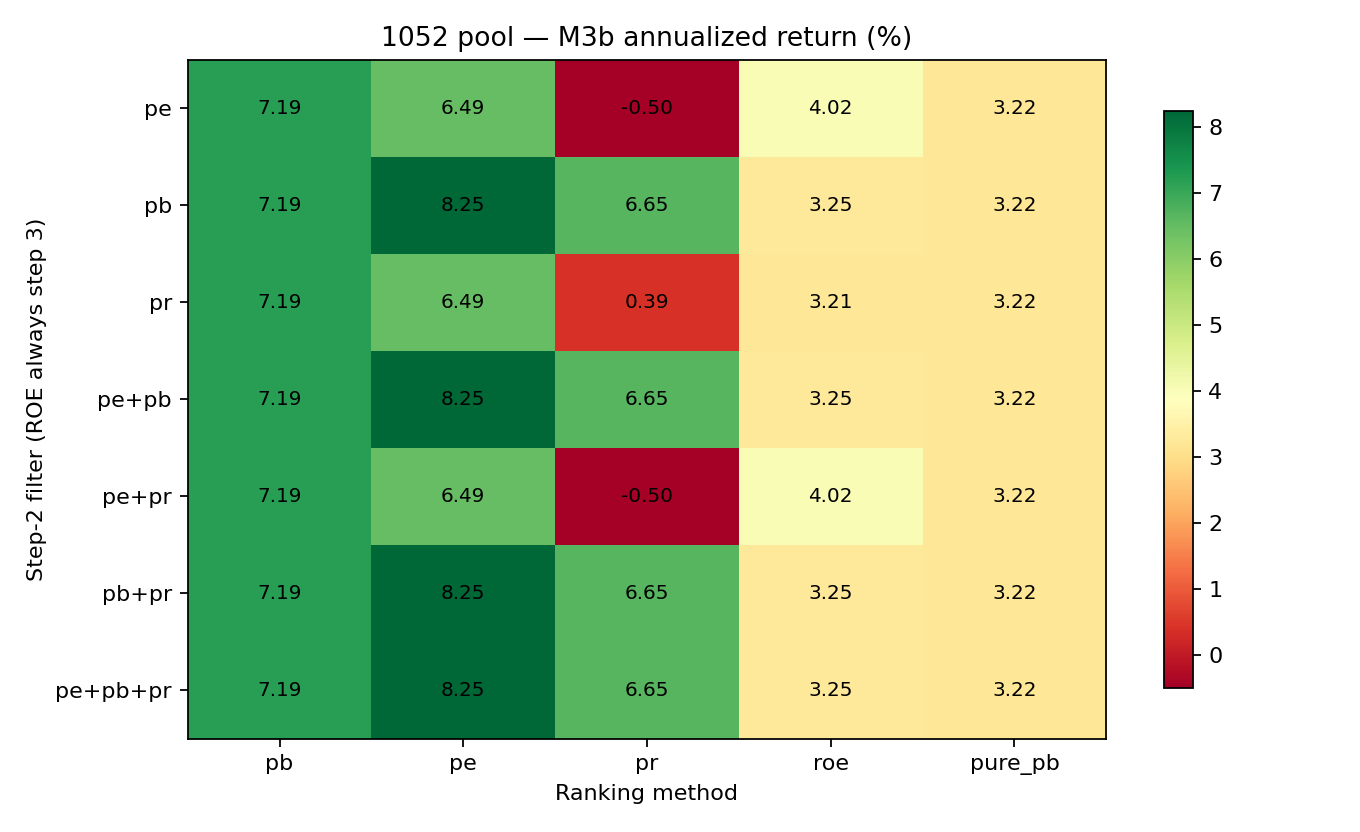 1052 pool — M3b annualized return (%)
pe 7.19 6.49 -0.50 4.02 3.22
pb 7.19 8.25 6.65 3.25 3.22
pr 7.19 6.49 0.39 3.21 3.22
pe+pb 7.19 8.25 6.65 3.25 3.22
pe+pr 7.19 6.49 -0.50 4.02 3.22
pb+pr 7.19 8.25 6.65 3.25 3.22
pe+pb+pr 7.19 8.25 6.65 3.25 3.22
pb pe pr roe pure_pb
Ranking method
Step-2 filter (ROE always step 3)
8
7
6
5
4
3
2
1
0